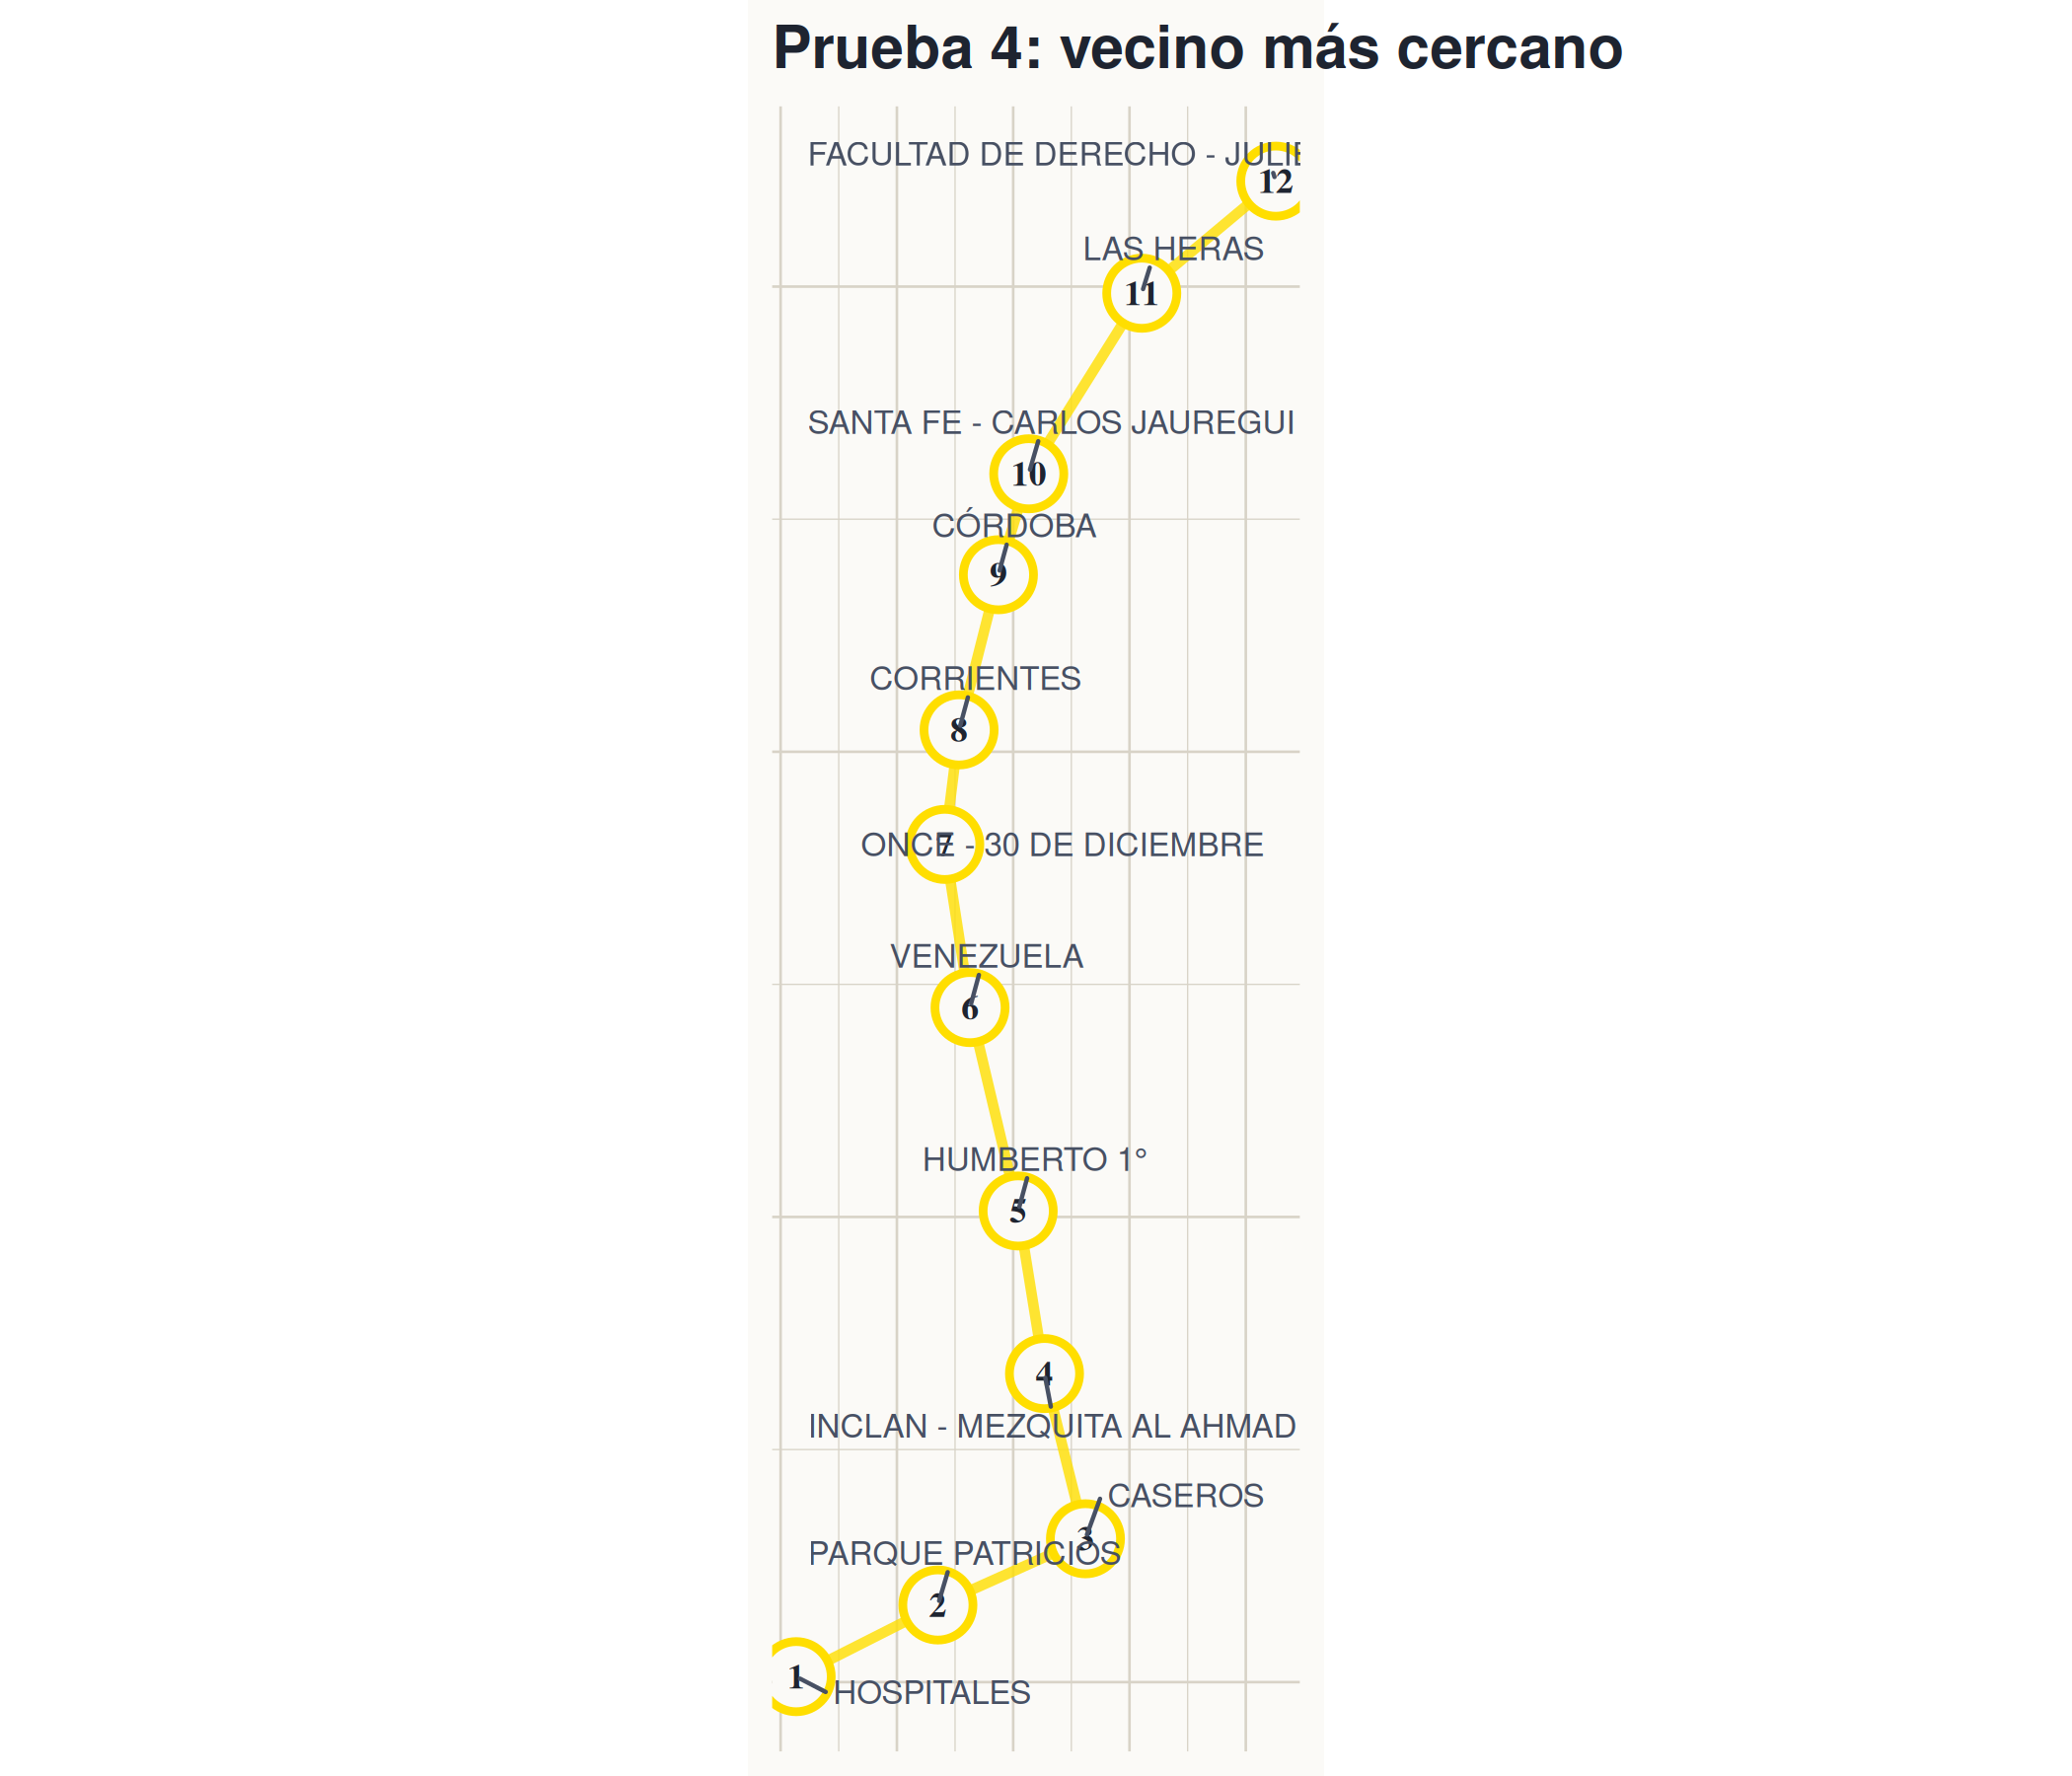 Prueba 4: vecino más cercano
FACULTAD DE DERECHO - JULIE
12
LAS HERAS
11
SANTA FE - CARLOS JAUREGUI
10
CÓRDOBA
9
CORRIENTES
8
ONCE - 30 DE DICIEMBRE
7
VENEZUELA
6
HUMBERTO 1°
5
4
INCLAN - MEZQUITA AL AHMAD
CASEROS
3
PARQUE PATRICIOS
2
1
HOSPITALES